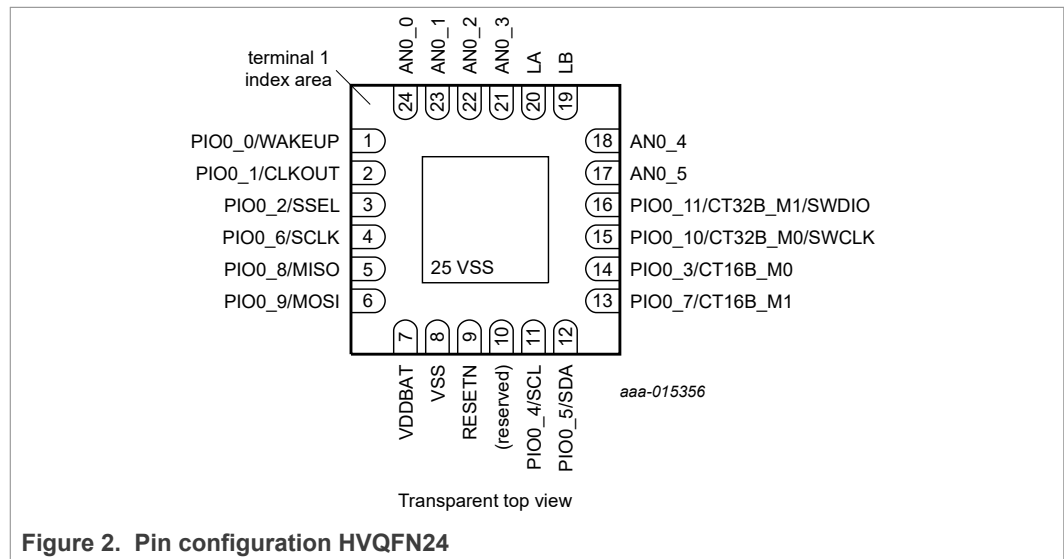 AN0_0
AN0_1
AN0_2
AN0_3
LA
LB
terminal 1
index area
24
23
22
21
20
19
PIO0_0/WAKEUP 1
PIO0_1/CLKOUT 2
PIO0_2/SSEL 3
PIO0_6/SCLK 4
PIO0_8/MISO 5
PIO0_9/MOSI 6
18 AN0_4
17 AN0_5
16 PIO0_11/CT32B_M1/SWDIO
15 PIO0_10/CT32B_M0/SWCLK
14 PIO0_3/CT16B_M0
13 PIO0_7/CT16B_M1
25 VSS
7
8
9
10
11
12
VDDBAT
VSS
RESETN
(reserved)
PIO0_4/SCL
PIO0_5/SDA
aaa-015356
Transparent top view
Figure 2. Pin configuration HVQFN24